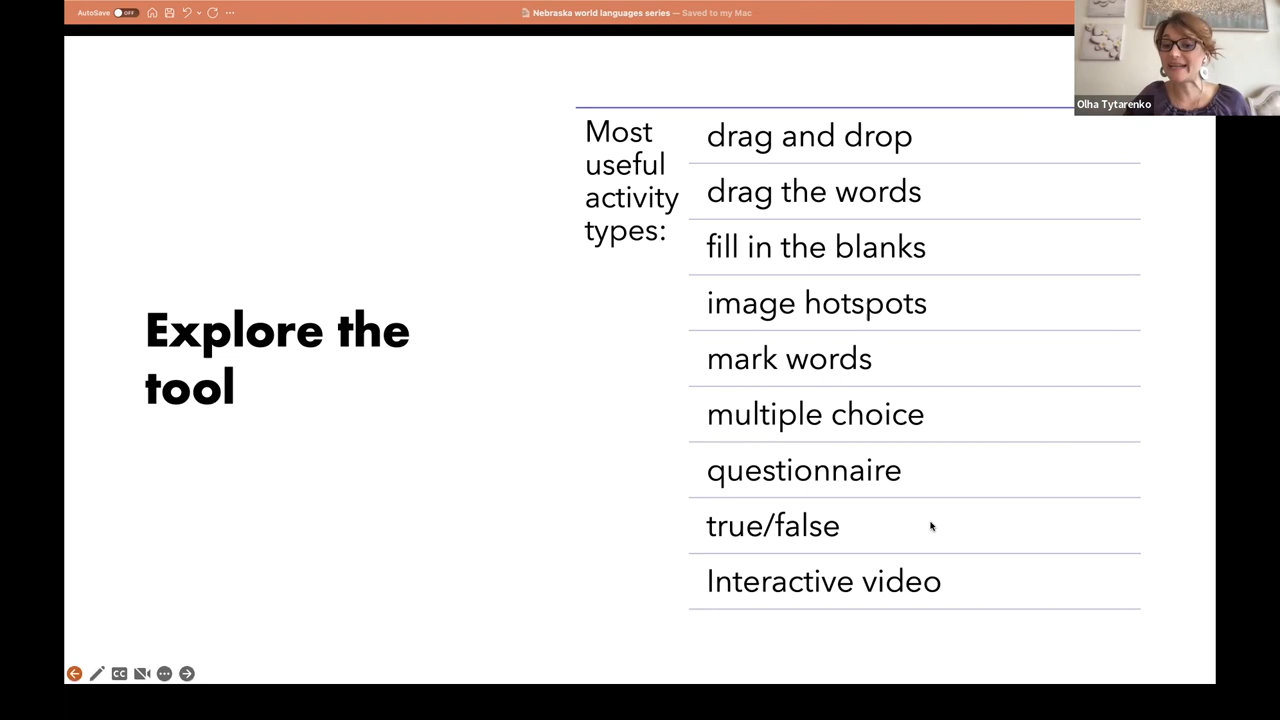 AutoSave OFF
Nebraska world languages series — Saved to my Mac
Olha Tytarenko
Explore the
tool
Most
useful
activity
types:
drag and drop
drag the words
fill in the blanks
image hotspots
mark words
multiple choice
questionnaire
true/false
Interactive video
CC